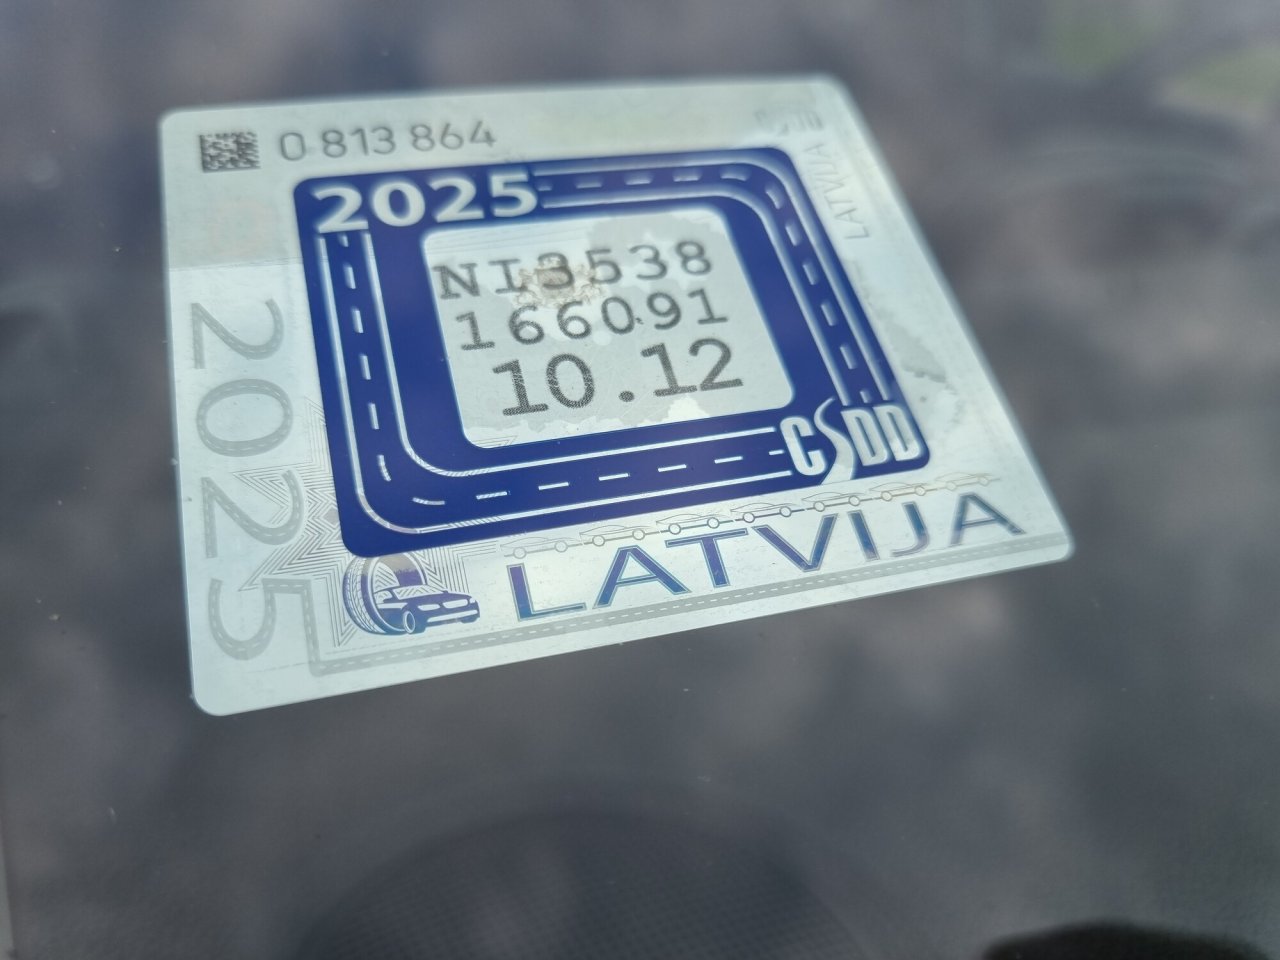 0 813 864
2025
NI3538
166091
10.12
CSDD
LATVIJA
2025
LATVIJA